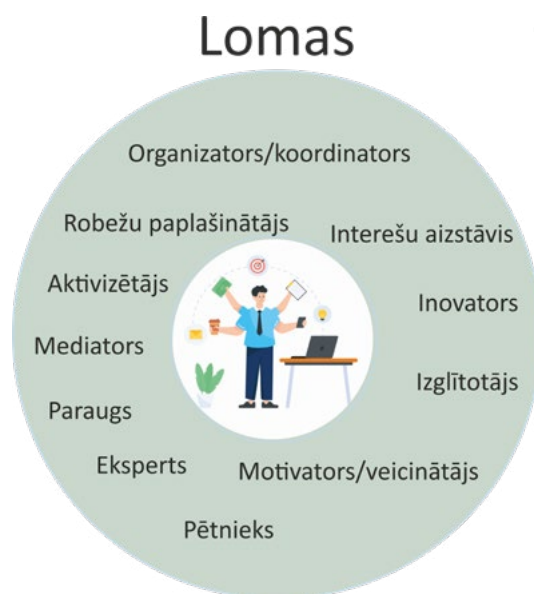 Lomas
Organizators/koordinators
Robežu paplašinātājs
Interešu aizstāvis
Aktivizētājs
Inovators
Mediators
Izglītotājs
Paraugs
Eksperts
Motivators/veicinātājs
Pētnieks